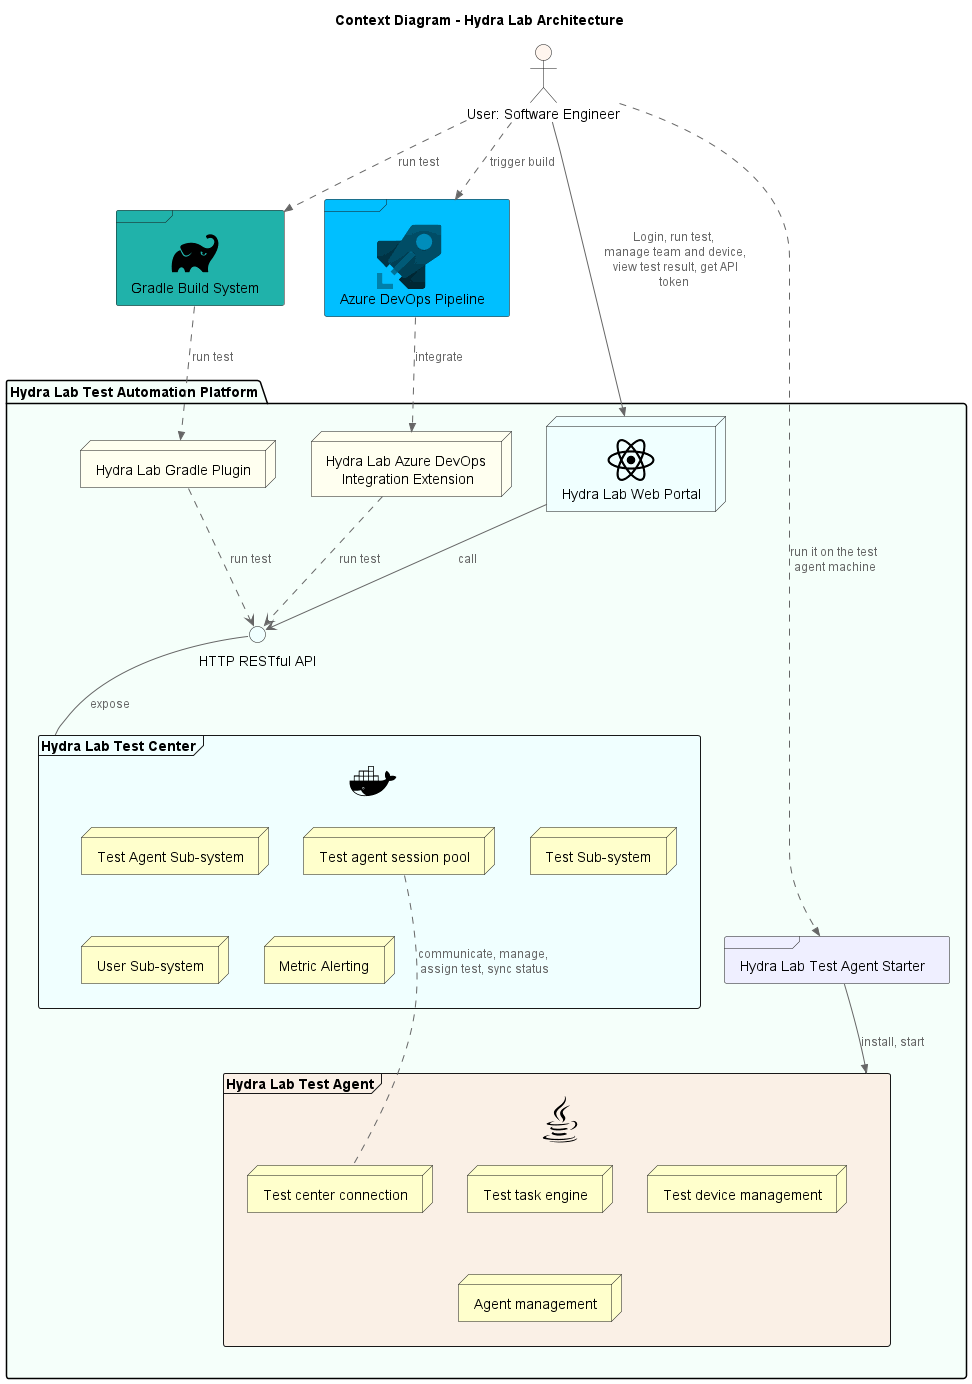 Context Diagram - Hydra Lab Architecture
User: Software Engineer
run test
trigger build
Login, run test,
manage team and device,
view test result, get API
token
Gradle Build System
Azure DevOps Pipeline
run test
integrate
Hydra Lab Test Automation Platform
Hydra Lab Gradle Plugin
Hydra Lab Azure DevOps
Integration Extension
Hydra Lab Web Portal
run test
run test
call
run it on the test
agent machine
HTTP RESTful API
expose
Hydra Lab Test Center
Test Agent Sub-system
Test agent session pool
Test Sub-system
User Sub-system
Metric Alerting
communicate, manage,
assign test, sync status
Hydra Lab Test Agent Starter
install, start
Hydra Lab Test Agent
Test center connection
Test task engine
Test device management
Agent management